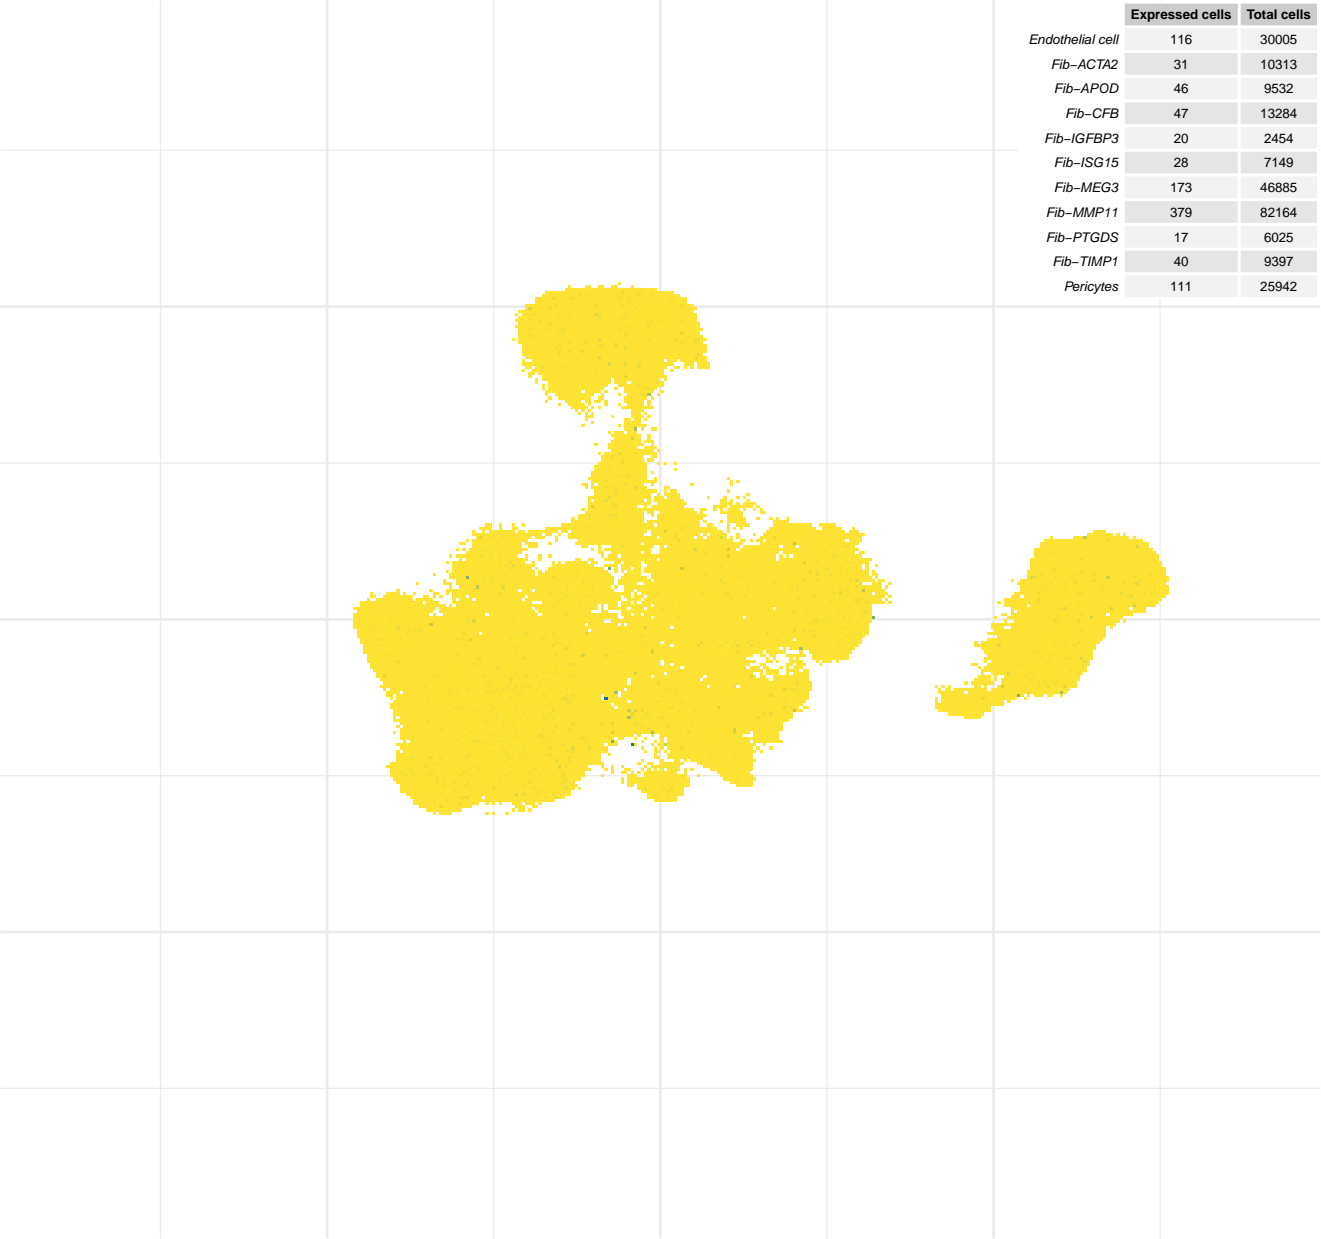 Expressed cells Total cells
Endothelial cell 116 30005
Fib−ACTA2 31 10313
Fib−APOD 46 9532
Fib−CFB 47 13284
Fib−IGFBP3 20 2454
Fib−ISG15 28 7149
Fib−MEG3 173 46885
Fib−MMP11 379 82164
Fib−PTGDS 17 6025
Fib−TIMP1 40 9397
Pericytes 111 25942